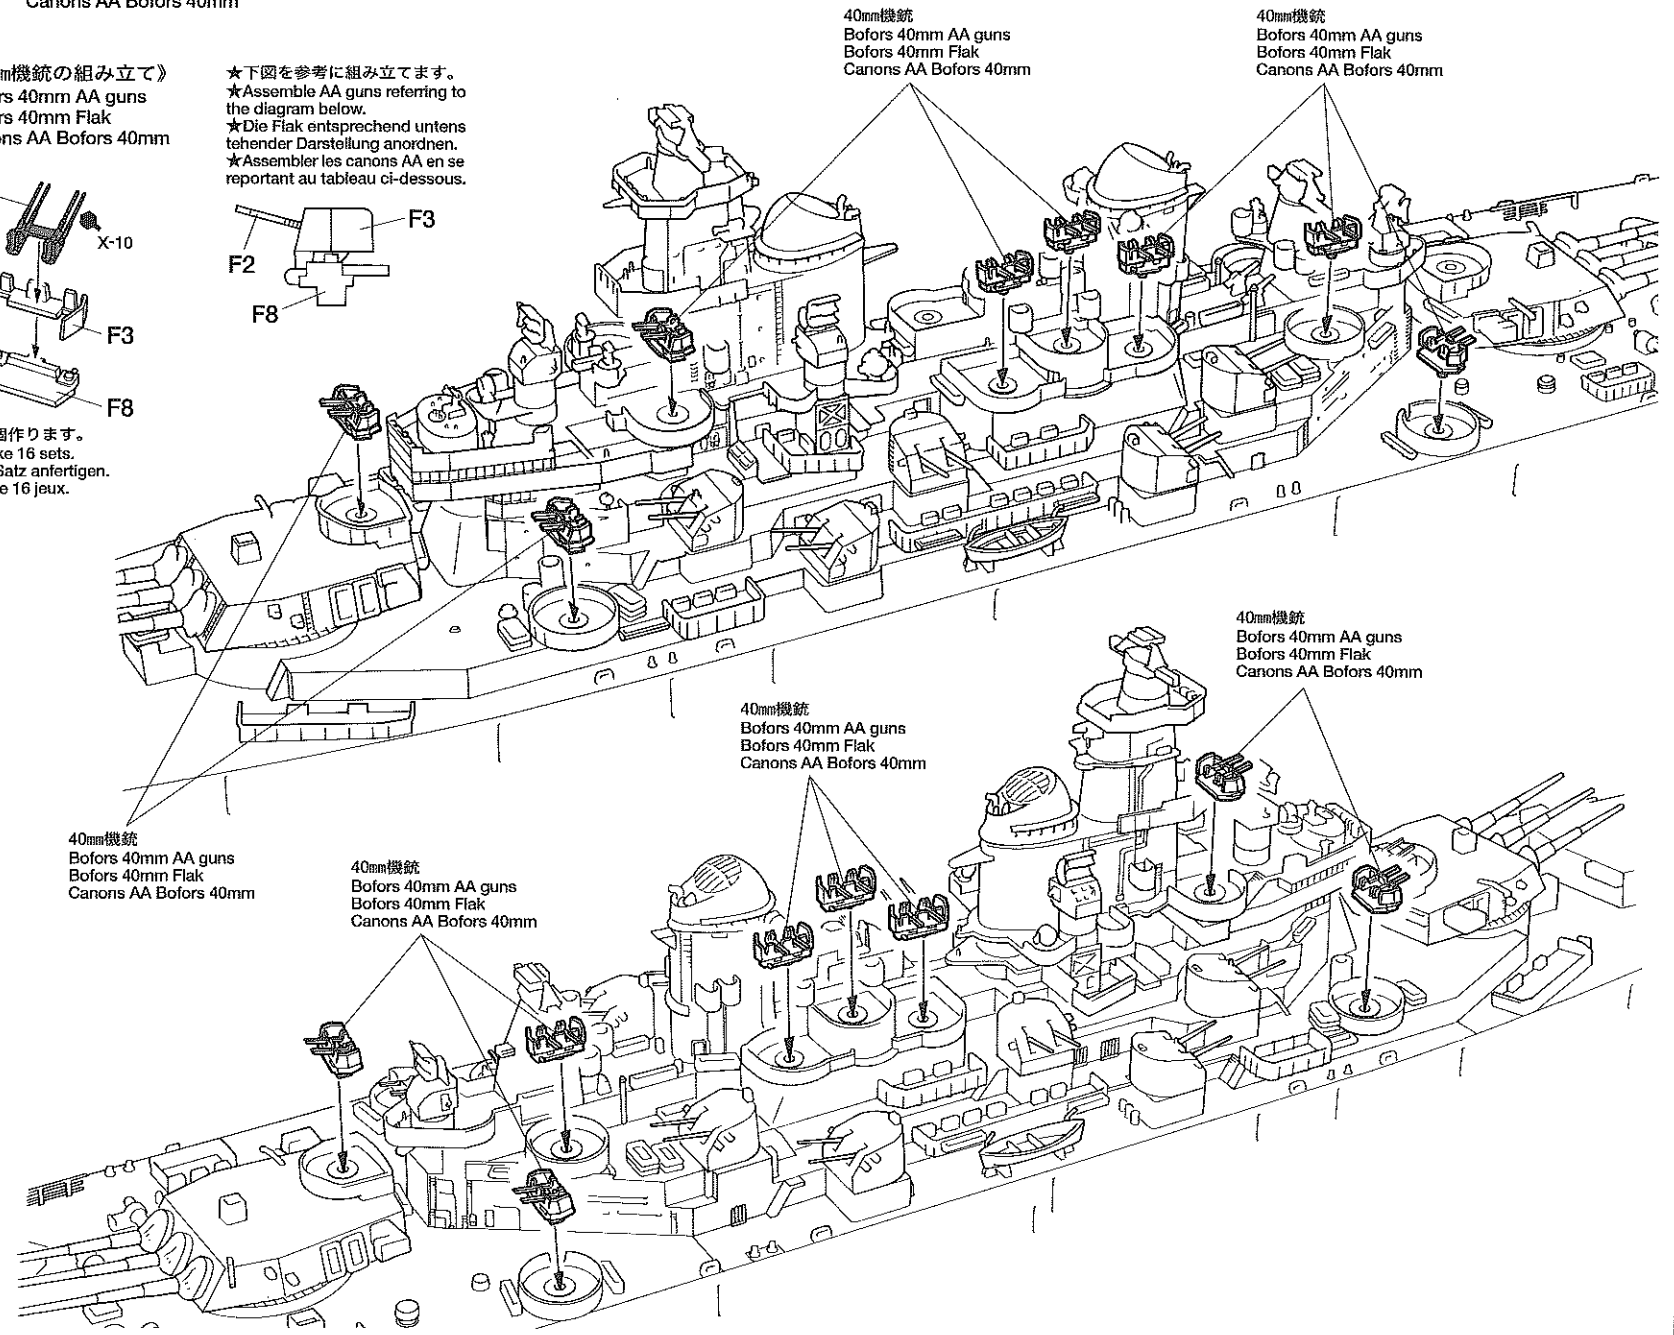 Canons AA Bofors 40mm
機銃の組み立て》
40mm AA guns
40mm Flak
AA Bofors 40mm
★下図を参考に組み立てます。
★Assemble AA guns referring to
the diagram below.
★Die Flak entsprechend untens
tehender Darstellung anordnen.
★Assembler les canons AA en se
reportant au tableau ci-dessous.
X-10
F3
F8
F2
F3
F8
作ります。
16 sets.
Satz anfertigen.
16 jeux.
40mm機銃
Bofors 40mm AA guns
Bofors 40mm Flak
Canons AA Bofors 40mm
40mm機銃
Bofors 40mm AA guns
Bofors 40mm Flak
Canons AA Bofors 40mm
40mm機銃
Bofors 40mm AA guns
Bofors 40mm Flak
Canons AA Bofors 40mm
40mm機銃
Bofors 40mm AA guns
Bofors 40mm Flak
Canons AA Bofors 40mm
40mm機銃
Bofors 40mm AA guns
Bofors 40mm Flak
Canons AA Bofors 40mm
40mm機銃
Bofors 40mm AA guns
Bofors 40mm Flak
Canons AA Bofors 40mm